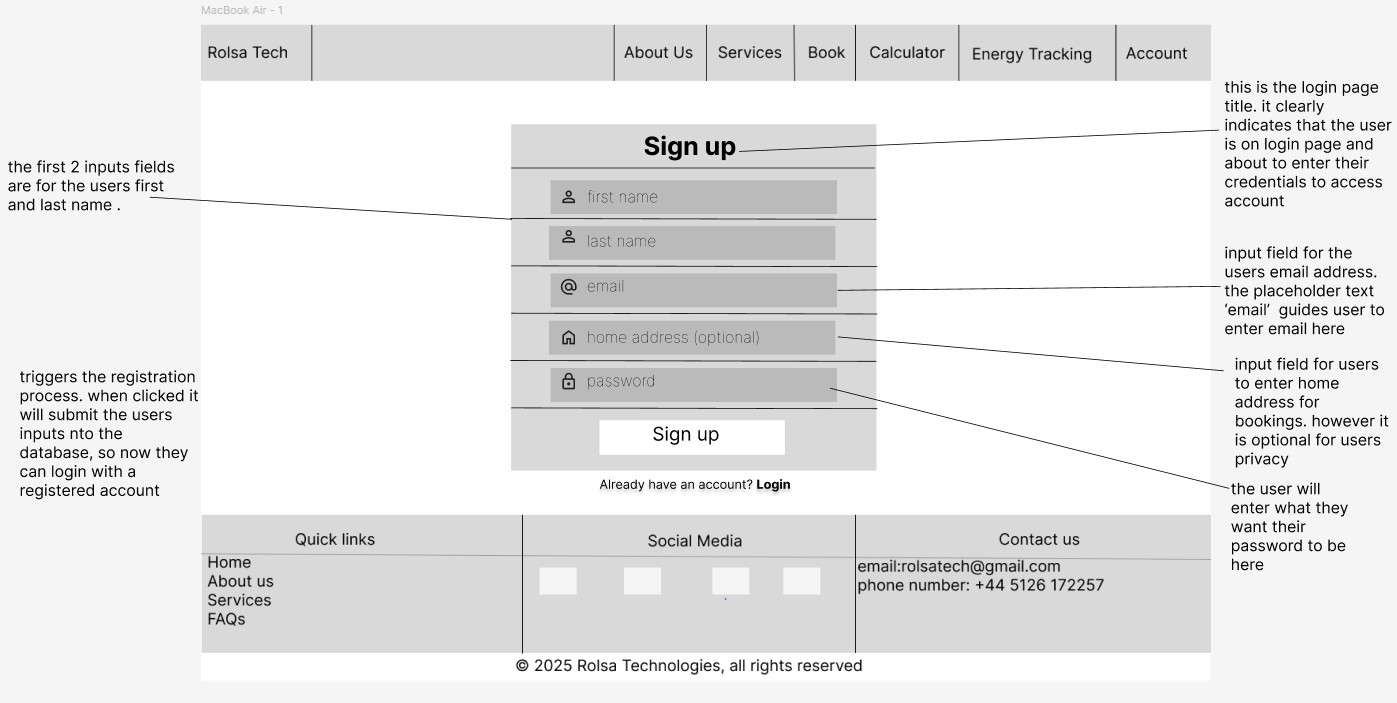 MacBook Air - 1
Rolsa Tech
About Us
Services
Book
Calculator
Energy Tracking
Account
this is the login page
title. it clearly
indicates that the user
is on login page and
about to enter their
credentials to access
account
Sign up
the first 2 inputs fields
are for the users first
and last name .
first name
last name
email
home address (optional)
password
Sign up
Already have an account? Login
input field for the
users email address.
the placeholder text
‘email’  guides user to
enter email here
input field for users
to enter home
address for
bookings. however it
is optional for users
privacy
triggers the registration
process. when clicked it
will submit the users
inputs nto the
database, so now they
can login with a
registered account
the user will
enter what they
want their
password to be
here
Quick links
Home
About us
Services
FAQs
Social Media
Contact us
email:rolsatech@gmail.com
phone number: +44 5126 172257
© 2025 Rolsa Technologies, all rights reserved